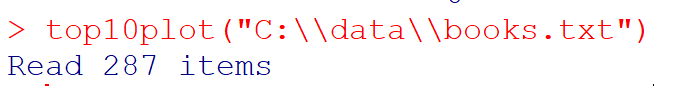 > top10plot("C:\\data\\books.txt")
Read 287 items